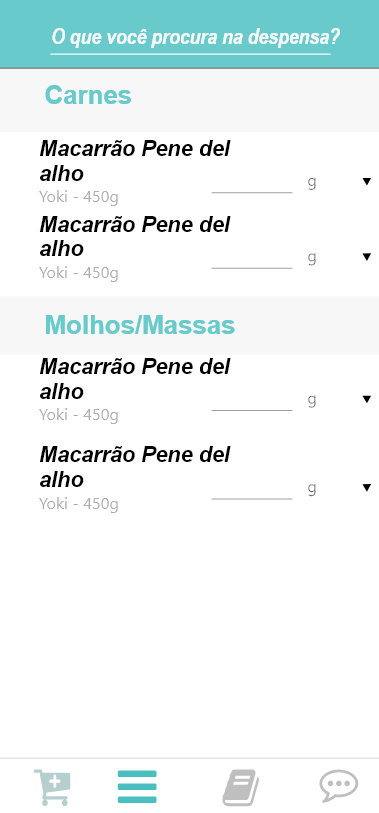 O que você procura na despensa?
Carnes
Macarrão Pene del
alho
Yoki - 450g
g
Macarrão Pene del
alho
Yoki - 450g
g
Molhos/Massas
Macarrão Pene del
alho
Yoki - 450g
g
Macarrão Pene del
alho
Yoki - 450g
g